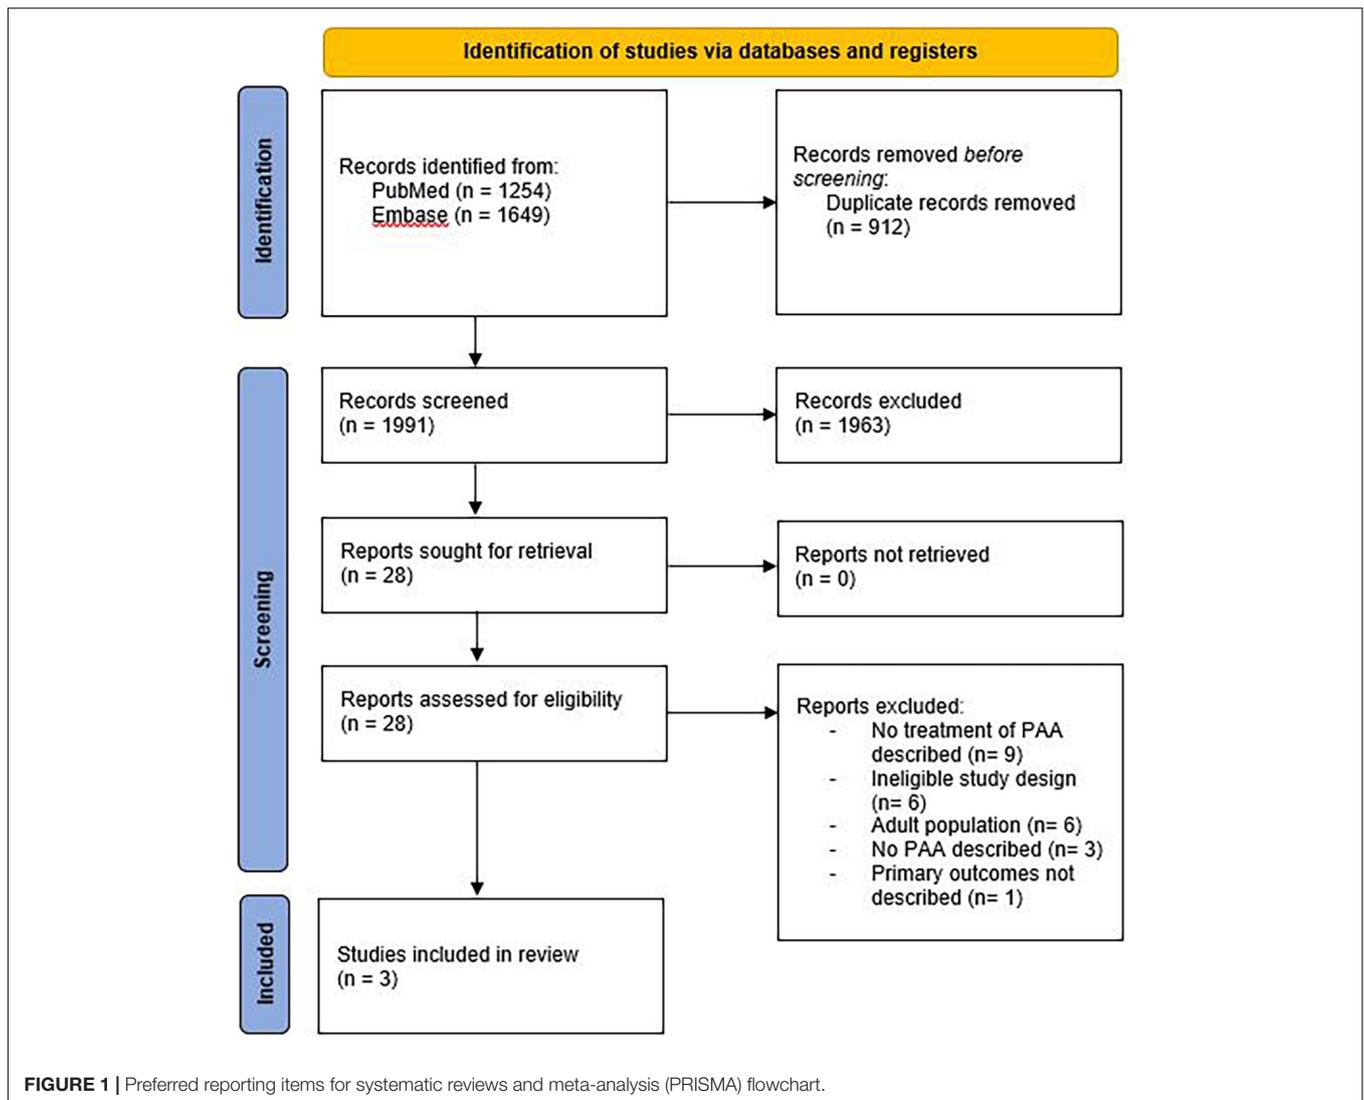 Identification of studies via databases and registers
Identification
Records identified from:
PubMed (n = 1254)
Embase (n = 1649)
Records removed before
screening:
Duplicate records removed
(n = 912)
Screening
Records screened
(n = 1991)
Records excluded
(n = 1963)
Reports sought for retrieval
(n = 28)
Reports not retrieved
(n = 0)
Reports assessed for eligibility
(n = 28)
Reports excluded:
- No treatment of PAA
described (n= 9)
- Ineligible study design
(n= 6)
- Adult population (n= 6)
- No PAA described (n= 3)
- Primary outcomes not
described (n= 1)
Included
Studies included in review
(n = 3)
FIGURE 1 | Preferred reporting items for systematic reviews and meta-analysis (PRISMA) flowchart.